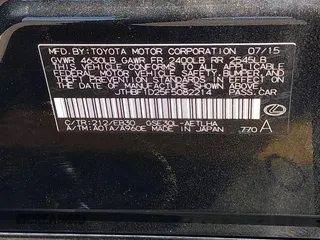 MFD. BY: TOYOTA MOTOR CORPORATION 07/15
GVWR 4630LB GAWR FR 2400LB RR 2545LB
THIS VEHICLE CONFORMS TO ALL APPLICABLE
FEDERAL MOTOR VEHICLE SAFETY, BUMPER, AND
THEFT PREVENTION STANDARDS IN EFFECT ON
THE DATE OF MANUFACTURE SHOWN ABOVE.
JTHBF1D25F5082214 PASS.CAR
C/TR:212/EB30 GSE30L-AETLHA
A/TM:A01A/A960E MADE IN JAPAN 770 A